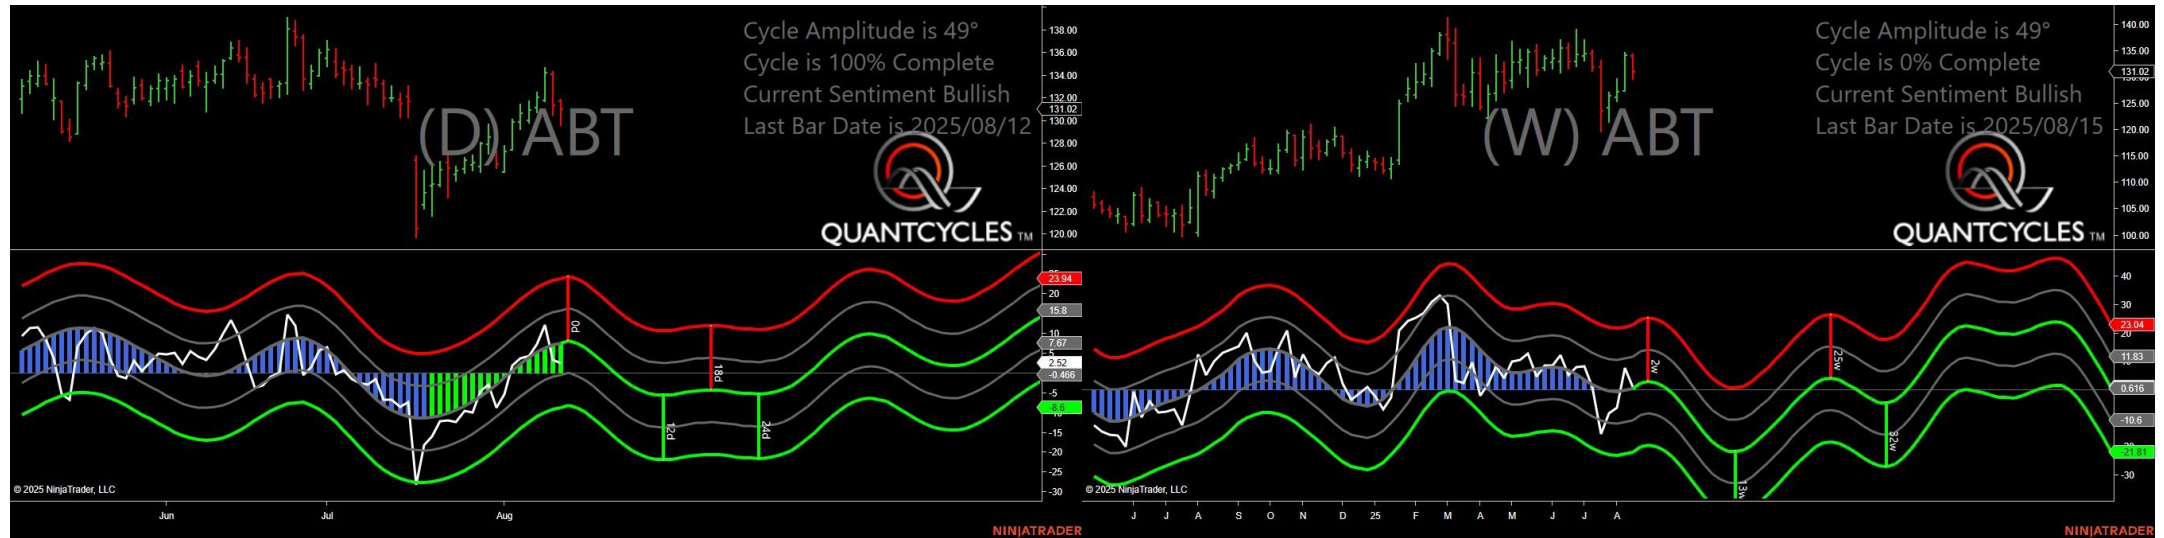 Cycle Amplitude is 49°
Cycle is 100% Complete
Current Sentiment Bullish
Last Bar Date is 2025/08/12
(D) ABT
QUANTCYCLES TM
138.00
136.00
134.00
132.00
131.02
130.00
128.00
126.00
124.00
122.00
120.00
23.94
20
15.8
10
7.67
5
2.52
-0.466
-5
-8.6
-10
-15
-20
-25
-30
0d
12d
18d
24d
© 2025 NinjaTrader, LLC
Jun Jul Aug
NINJATRADER
Cycle Amplitude is 49°
Cycle is 0% Complete
Current Sentiment Bullish
Last Bar Date is 2025/08/15
(W) ABT
QUANTCYCLES TM
140.00
135.00
131.02
130.00
125.00
120.00
115.00
110.00
105.00
100.00
40
30
23.04
20
11.83
0.616
-10.6
-21.81
-30
2w
13w
25w
32w
© 2025 NinjaTrader, LLC
J J A S O N D 25 F M A M J J A
NINJATRADER